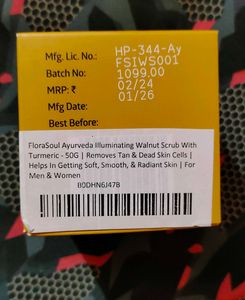 Mfg. Lic. No.: HP-344-Ay
Batch No: FSIWS001
MRP: ₹ 1099.00
Mfg Date: 02/24
Best Before: 01/26
FloraSoul Ayurveda Illuminating Walnut Scrub With
Turmeric - 50G | Removes Tan & Dead Skin Cells |
Helps In Getting Soft, Smooth, & Radiant Skin | For
Men & Women
B0DHN6J47B